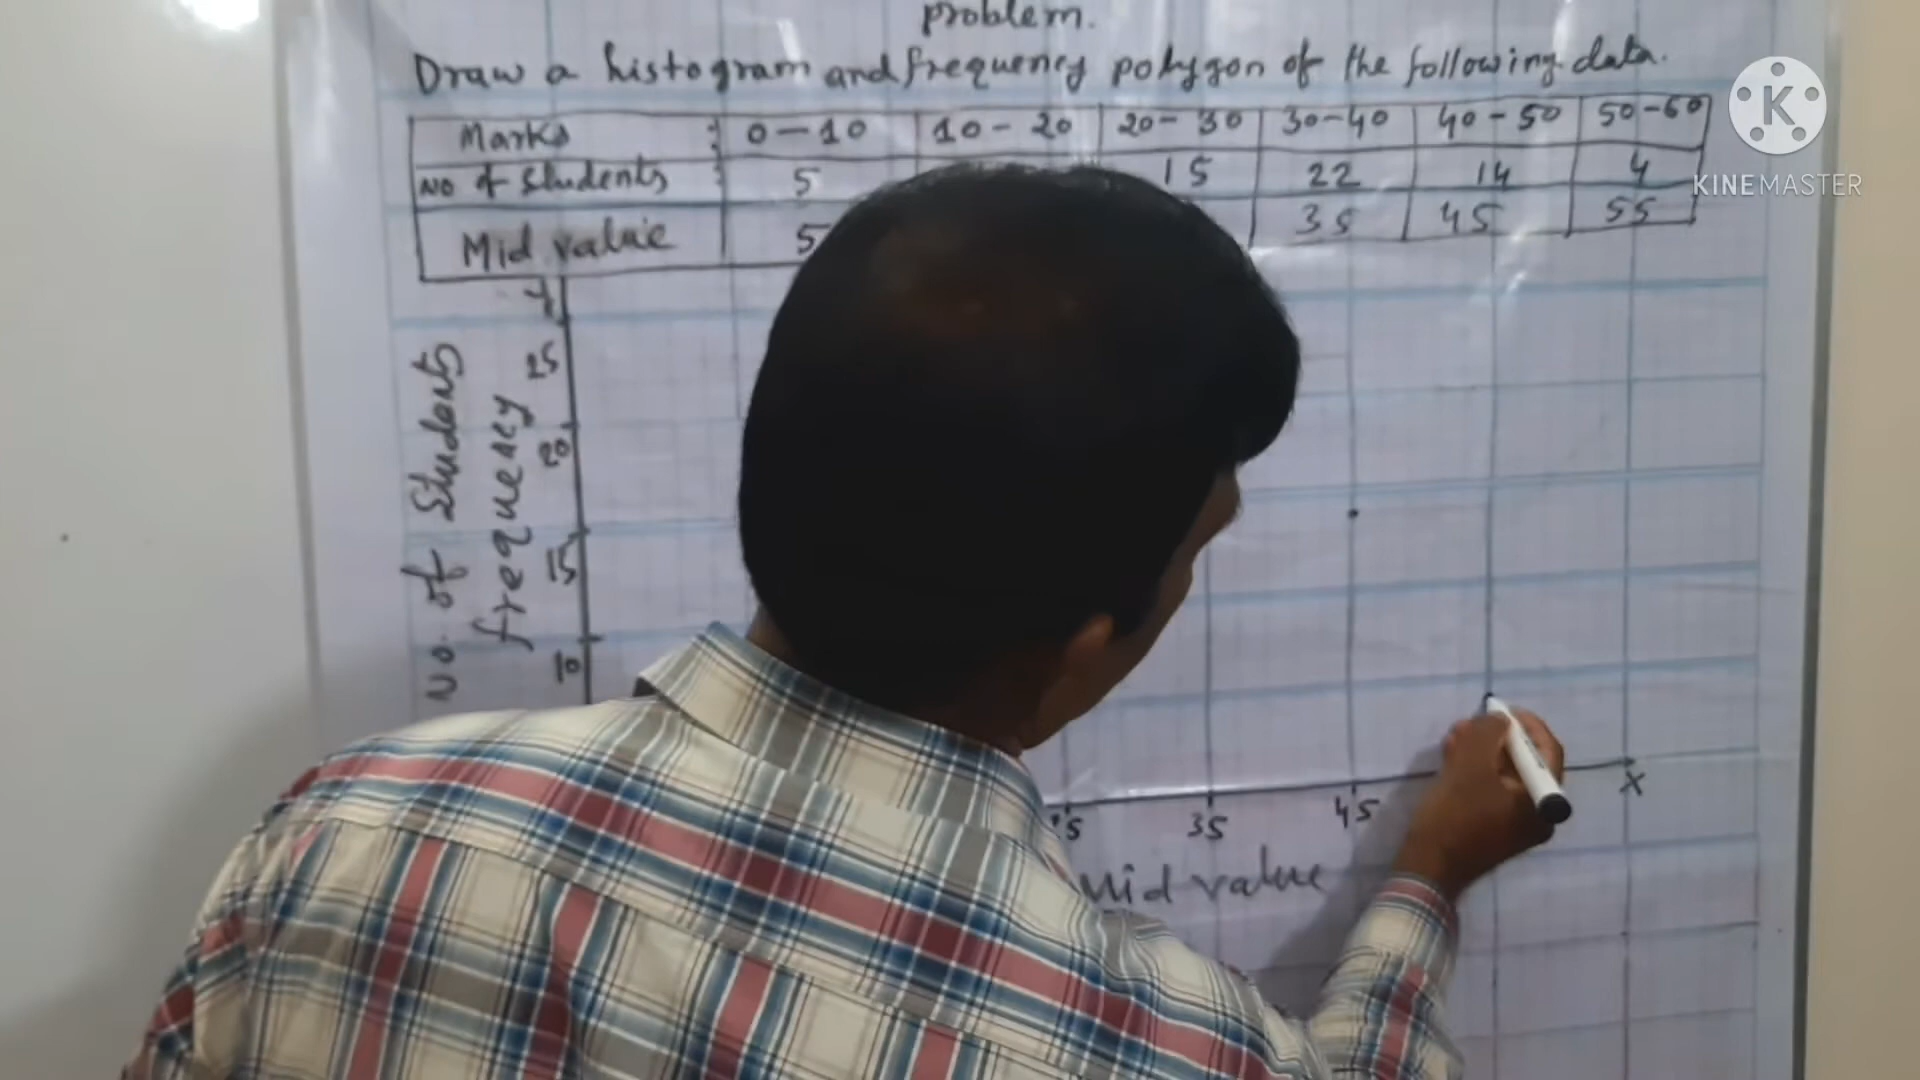 problem.
Draw a histogram and frequency polygon of the following data.
Marks : 0-10 10-20 20-30 30-40 40-50 50-60
No of Students : 5 15 22 14 4
Mid value 5 35 45 55
Y
25
20
15
10
No. of Students
frequency
35 45 X
Mid value
K
KINEMASTER